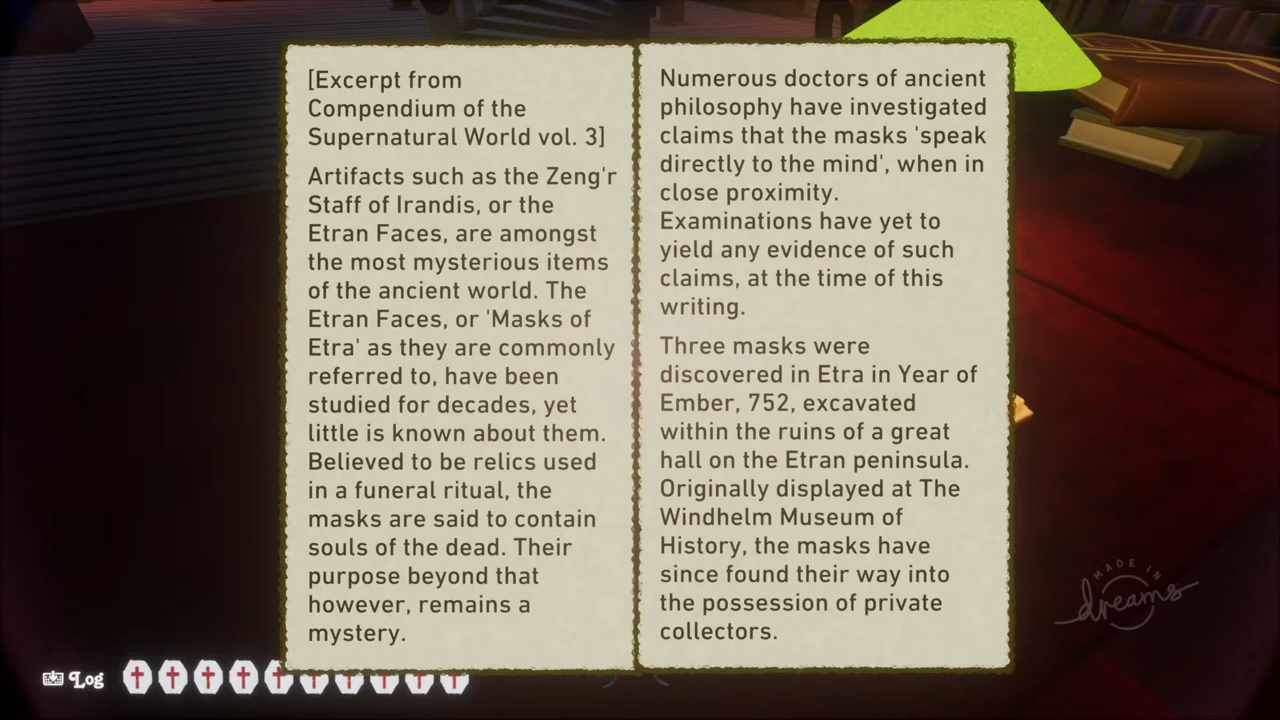 [Excerpt from
Compendium of the
Supernatural World vol. 3]
Artifacts such as the Zeng'r
Staff of Irandis, or the
Etran Faces, are amongst
the most mysterious items
of the ancient world. The
Etran Faces, or 'Masks of
Etra' as they are commonly
referred to, have been
studied for decades, yet
little is known about them.
Believed to be relics used
in a funeral ritual, the
masks are said to contain
souls of the dead. Their
purpose beyond that
however, remains a
mystery.
Numerous doctors of ancient
philosophy have investigated
claims that the masks 'speak
directly to the mind', when in
close proximity.
Examinations have yet to
yield any evidence of such
claims, at the time of this
writing.
Three masks were
discovered in Etra in Year of
Ember, 752, excavated
within the ruins of a great
hall on the Etran peninsula.
Originally displayed at The
Windhelm Museum of
History, the masks have
since found their way into
the possession of private
collectors.
MADE IN
dreams
Log